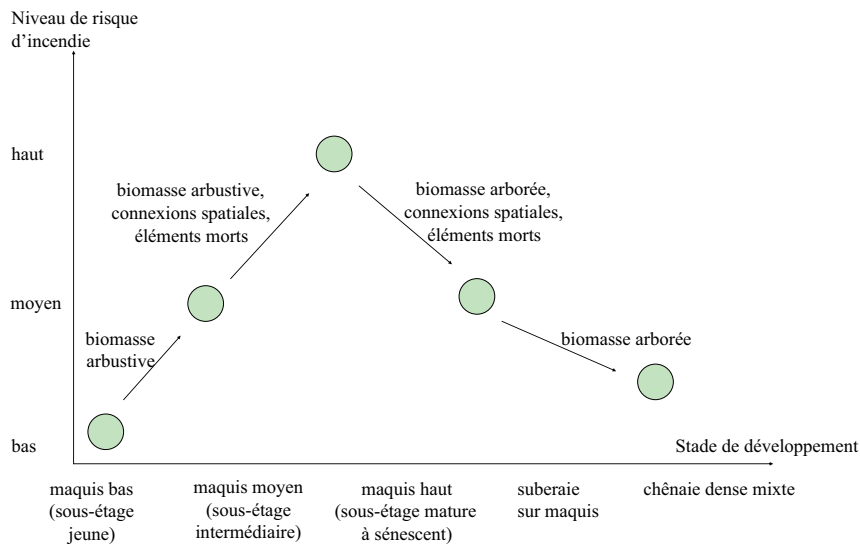 Niveau de risque
d’incendie
haut
biomasse arbustive,
connexions spatiales,
éléments morts
biomasse arborée,
connexions spatiales,
éléments morts
moyen
biomasse
arbustive
biomasse arborée
bas
Stade de développement
maquis bas
(sous-étage
jeune)
maquis moyen
(sous-étage
intermédiaire)
maquis haut
(sous-étage mature
à sénescent)
suberaie
sur maquis
chênaie dense mixte